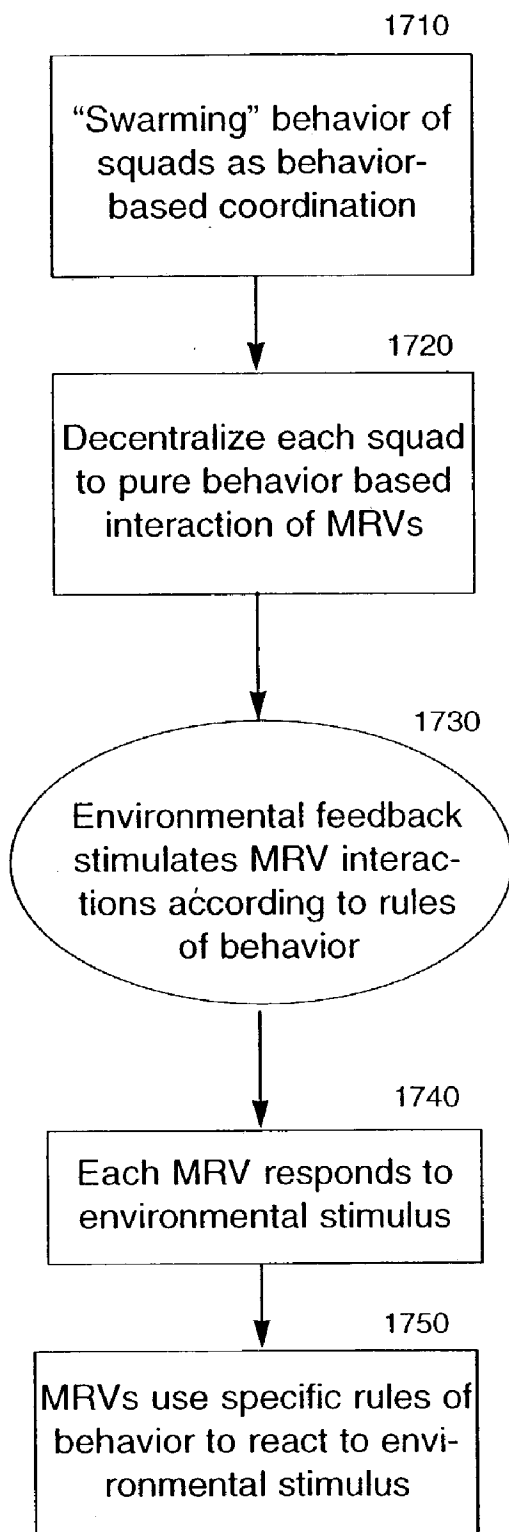 1710
“Swarming” behavior of
squads as behavior-
based coordination
1720
Decentralize each squad
to pure behavior based
interaction of MRVs
1730
Environmental feedback
stimulates MRV interac-
tions according to rules
of behavior
1740
Each MRV responds to
environmental stimulus
1750
MRVs use specific rules of
behavior to react to envi-
ronmental stimulus